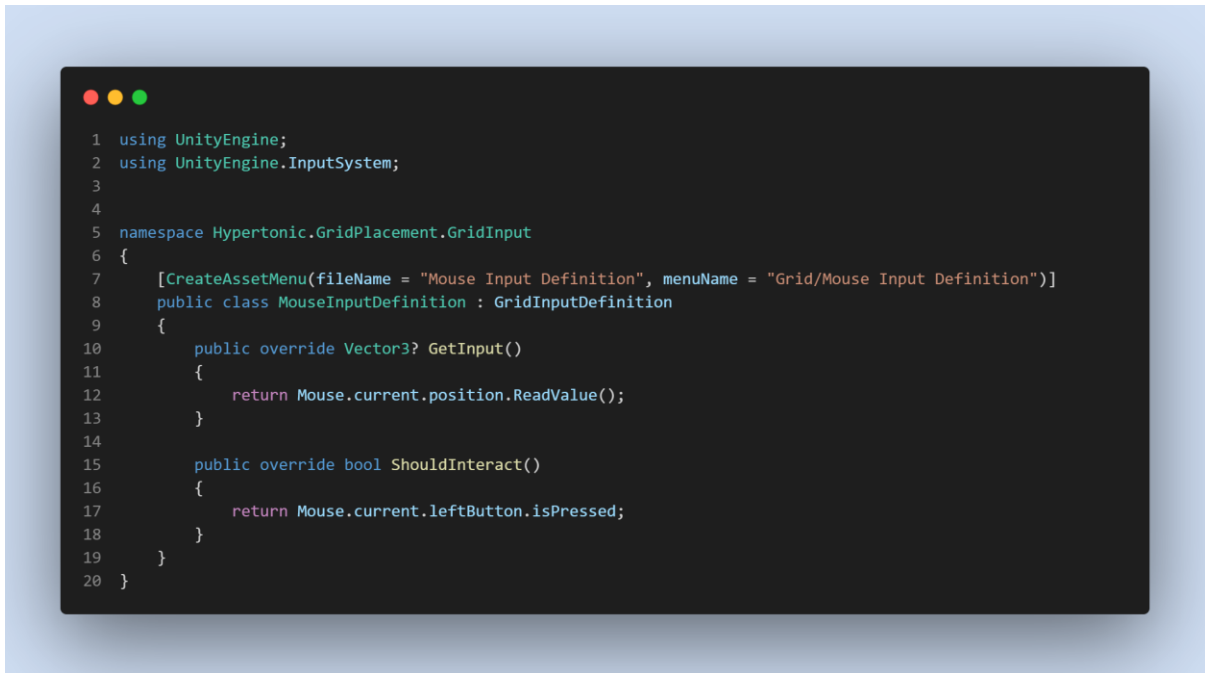 1 using UnityEngine;
2 using UnityEngine.InputSystem;
3
4
5 namespace Hypertonic.GridPlacement.GridInput
6 {
7     [CreateAssetMenu(fileName = "Mouse Input Definition", menuName = "Grid/Mouse Input Definition")]
8     public class MouseInputDefinition : GridInputDefinition
9     {
10         public override Vector3? GetInput()
11         {
12             return Mouse.current.position.ReadValue();
13         }
14
15         public override bool ShouldInteract()
16         {
17             return Mouse.current.leftButton.isPressed;
18         }
19     }
20 }